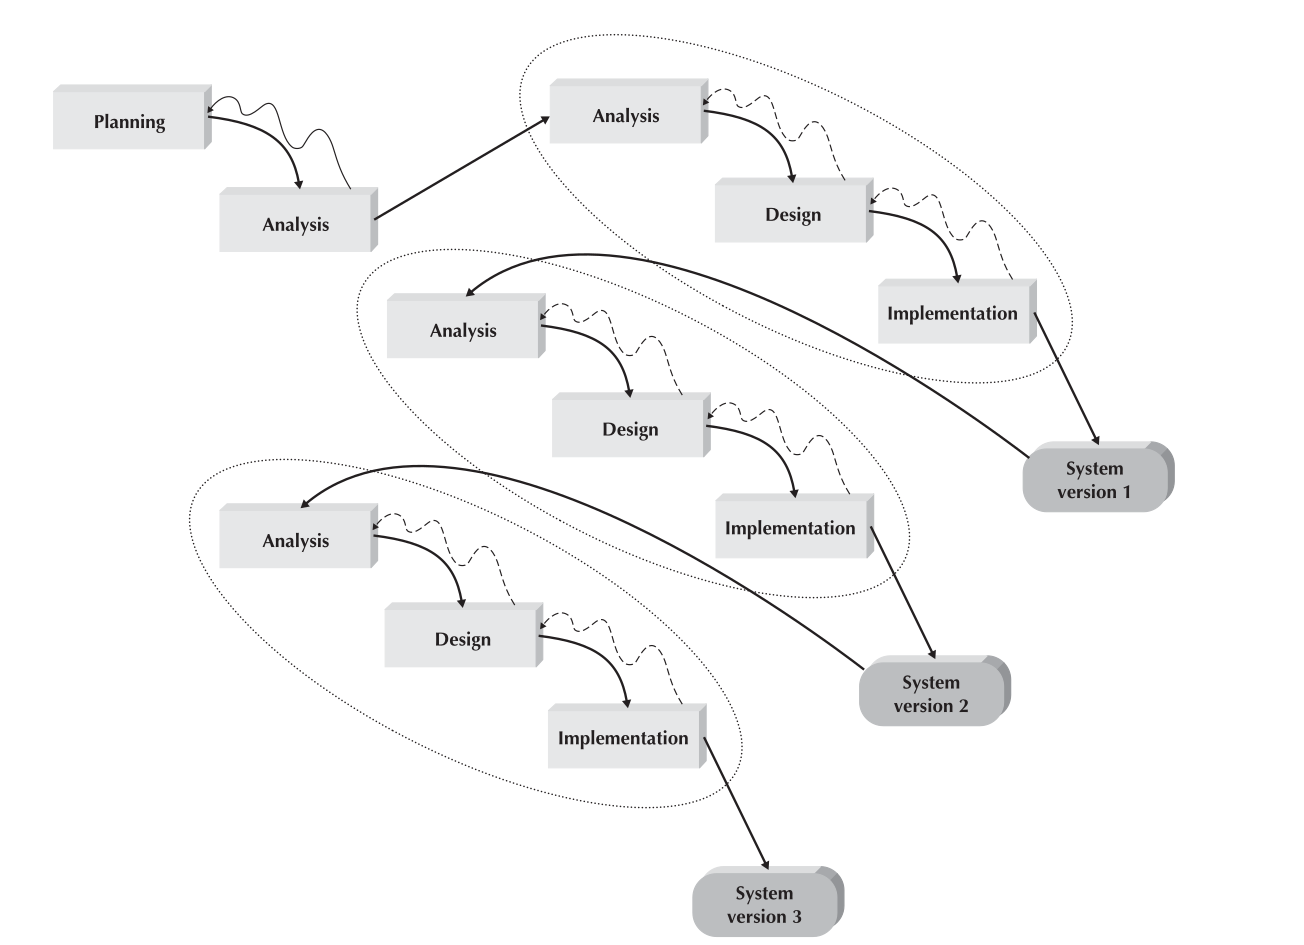 Planning
Analysis
Analysis
Design
Implementation
System
version 1
Analysis
Design
Implementation
System
version 2
Analysis
Design
Implementation
System
version 3